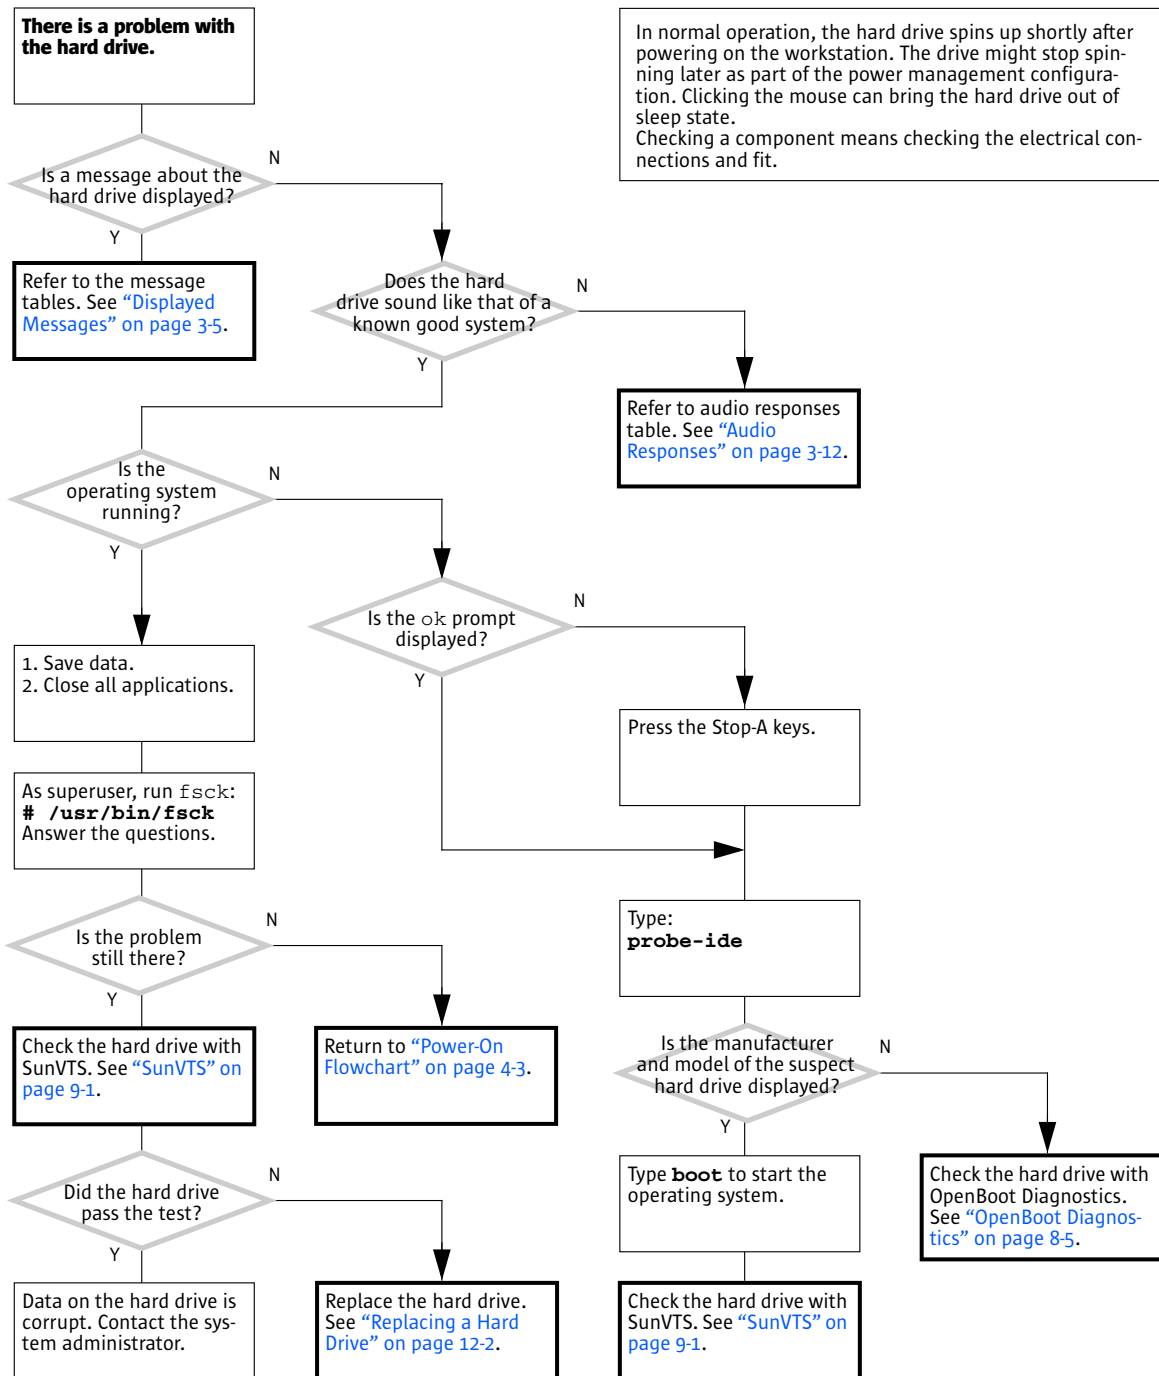 There is a problem with
the hard drive.
In normal operation, the hard drive spins up shortly after
powering on the workstation. The drive might stop spin-
ning later as part of the power management configura-
tion. Clicking the mouse can bring the hard drive out of
sleep state.
Checking a component means checking the electrical con-
nections and fit.
Is a message about the
hard drive displayed?
N
Y
Refer to the message
tables. See “Displayed
Messages” on page 3-5.
Does the hard
drive sound like that of a
known good system?
N
Y
Refer to audio responses
table. See “Audio
Responses” on page 3-12.
Is the
operating system
running?
N
Y
Is the ok prompt
displayed?
N
Y
1. Save data.
2. Close all applications.
Press the Stop-A keys.
As superuser, run fsck:
# /usr/bin/fsck
Answer the questions.
Type:
probe-ide
Is the problem
still there?
N
Y
Check the hard drive with
SunVTS. See “SunVTS” on
page 9-1.
Return to “Power-On
Flowchart” on page 4-3.
Is the manufacturer
and model of the suspect
hard drive displayed?
N
Y
Did the hard drive
pass the test?
N
Y
Type boot to start the
operating system.
Check the hard drive with
OpenBoot Diagnostics.
See “OpenBoot Diagnos-
tics” on page 8-5.
Data on the hard drive is
corrupt. Contact the sys-
tem administrator.
Replace the hard drive.
See “Replacing a Hard
Drive” on page 12-2.
Check the hard drive with
SunVTS. See “SunVTS” on
page 9-1.